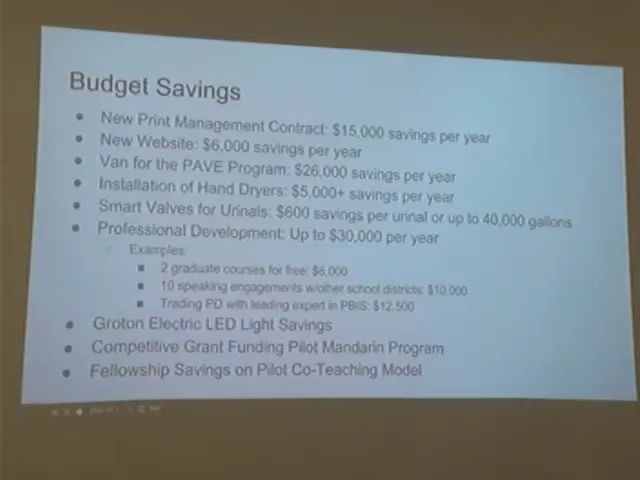 Budget Savings
● New Print Management Contract: $15,000 savings per year
● New Website: $6,000 savings per year
● Van for the PAVE Program: $26,000 savings per year
● Installation of Hand Dryers: $5,000+ savings per year
● Smart Valves for Urinals: $600 savings per urinal or up to 40,000 gallons
● Professional Development: Up to $30,000 per year
○ Examples:
■ 2 graduate courses for free: $6,000
■ 10 speaking engagements w/other school districts: $10,000
■ Trading PD with leading expert in PBIS: $12,500
● Groton Electric LED Light Savings
● Competitive Grant Funding Pilot Mandarin Program
● Fellowship Savings on Pilot Co-Teaching Model